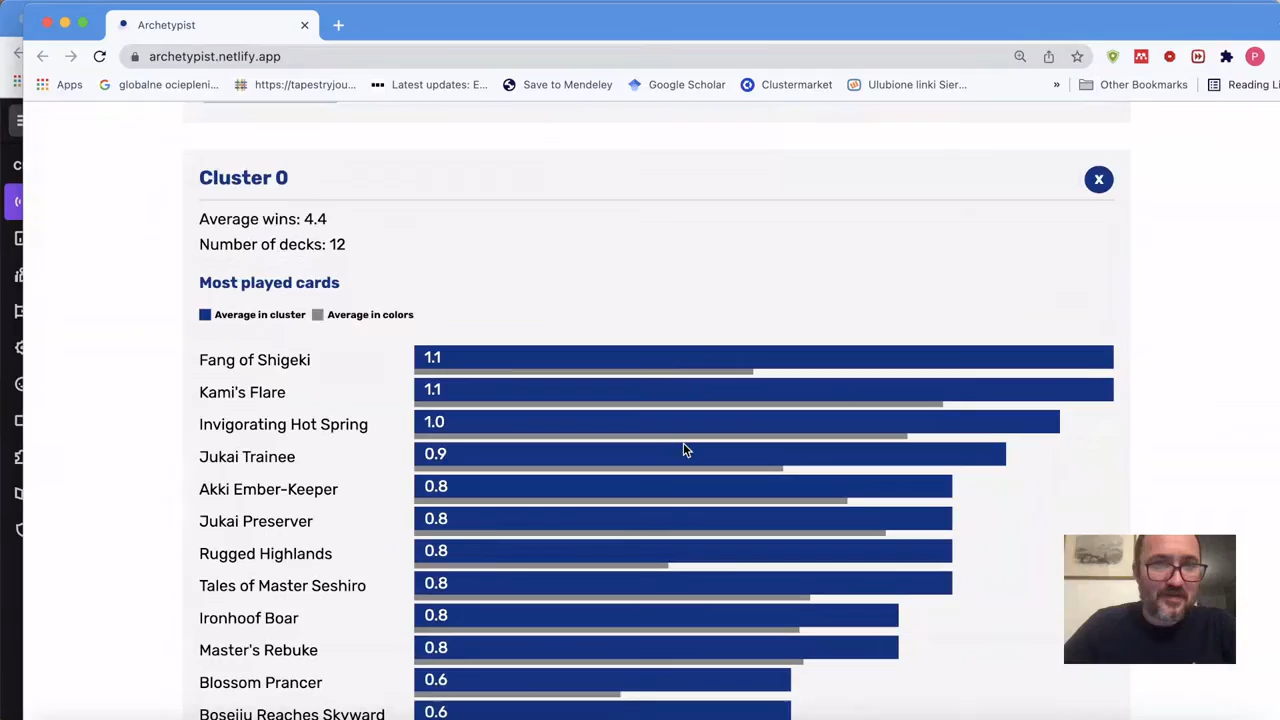 Archetypist
archetypist.netlify.app
P
Apps
globalne ociepleni...
https://tapestryjou...
Latest updates: E...
Save to Mendeley
Google Scholar
Clustermarket
Ulubione linki Sier...
»
Other Bookmarks
Reading Li
Cluster 0
X
Average wins: 4.4
Number of decks: 12
Most played cards
Average in cluster
Average in colors
Fang of Shigeki 1.1
Kami's Flare 1.1
Invigorating Hot Spring 1.0
Jukai Trainee 0.9
Akki Ember-Keeper 0.8
Jukai Preserver 0.8
Rugged Highlands 0.8
Tales of Master Seshiro 0.8
Ironhoof Boar 0.8
Master's Rebuke 0.8
Blossom Prancer 0.6
Boseiju Reaches Skyward 0.6